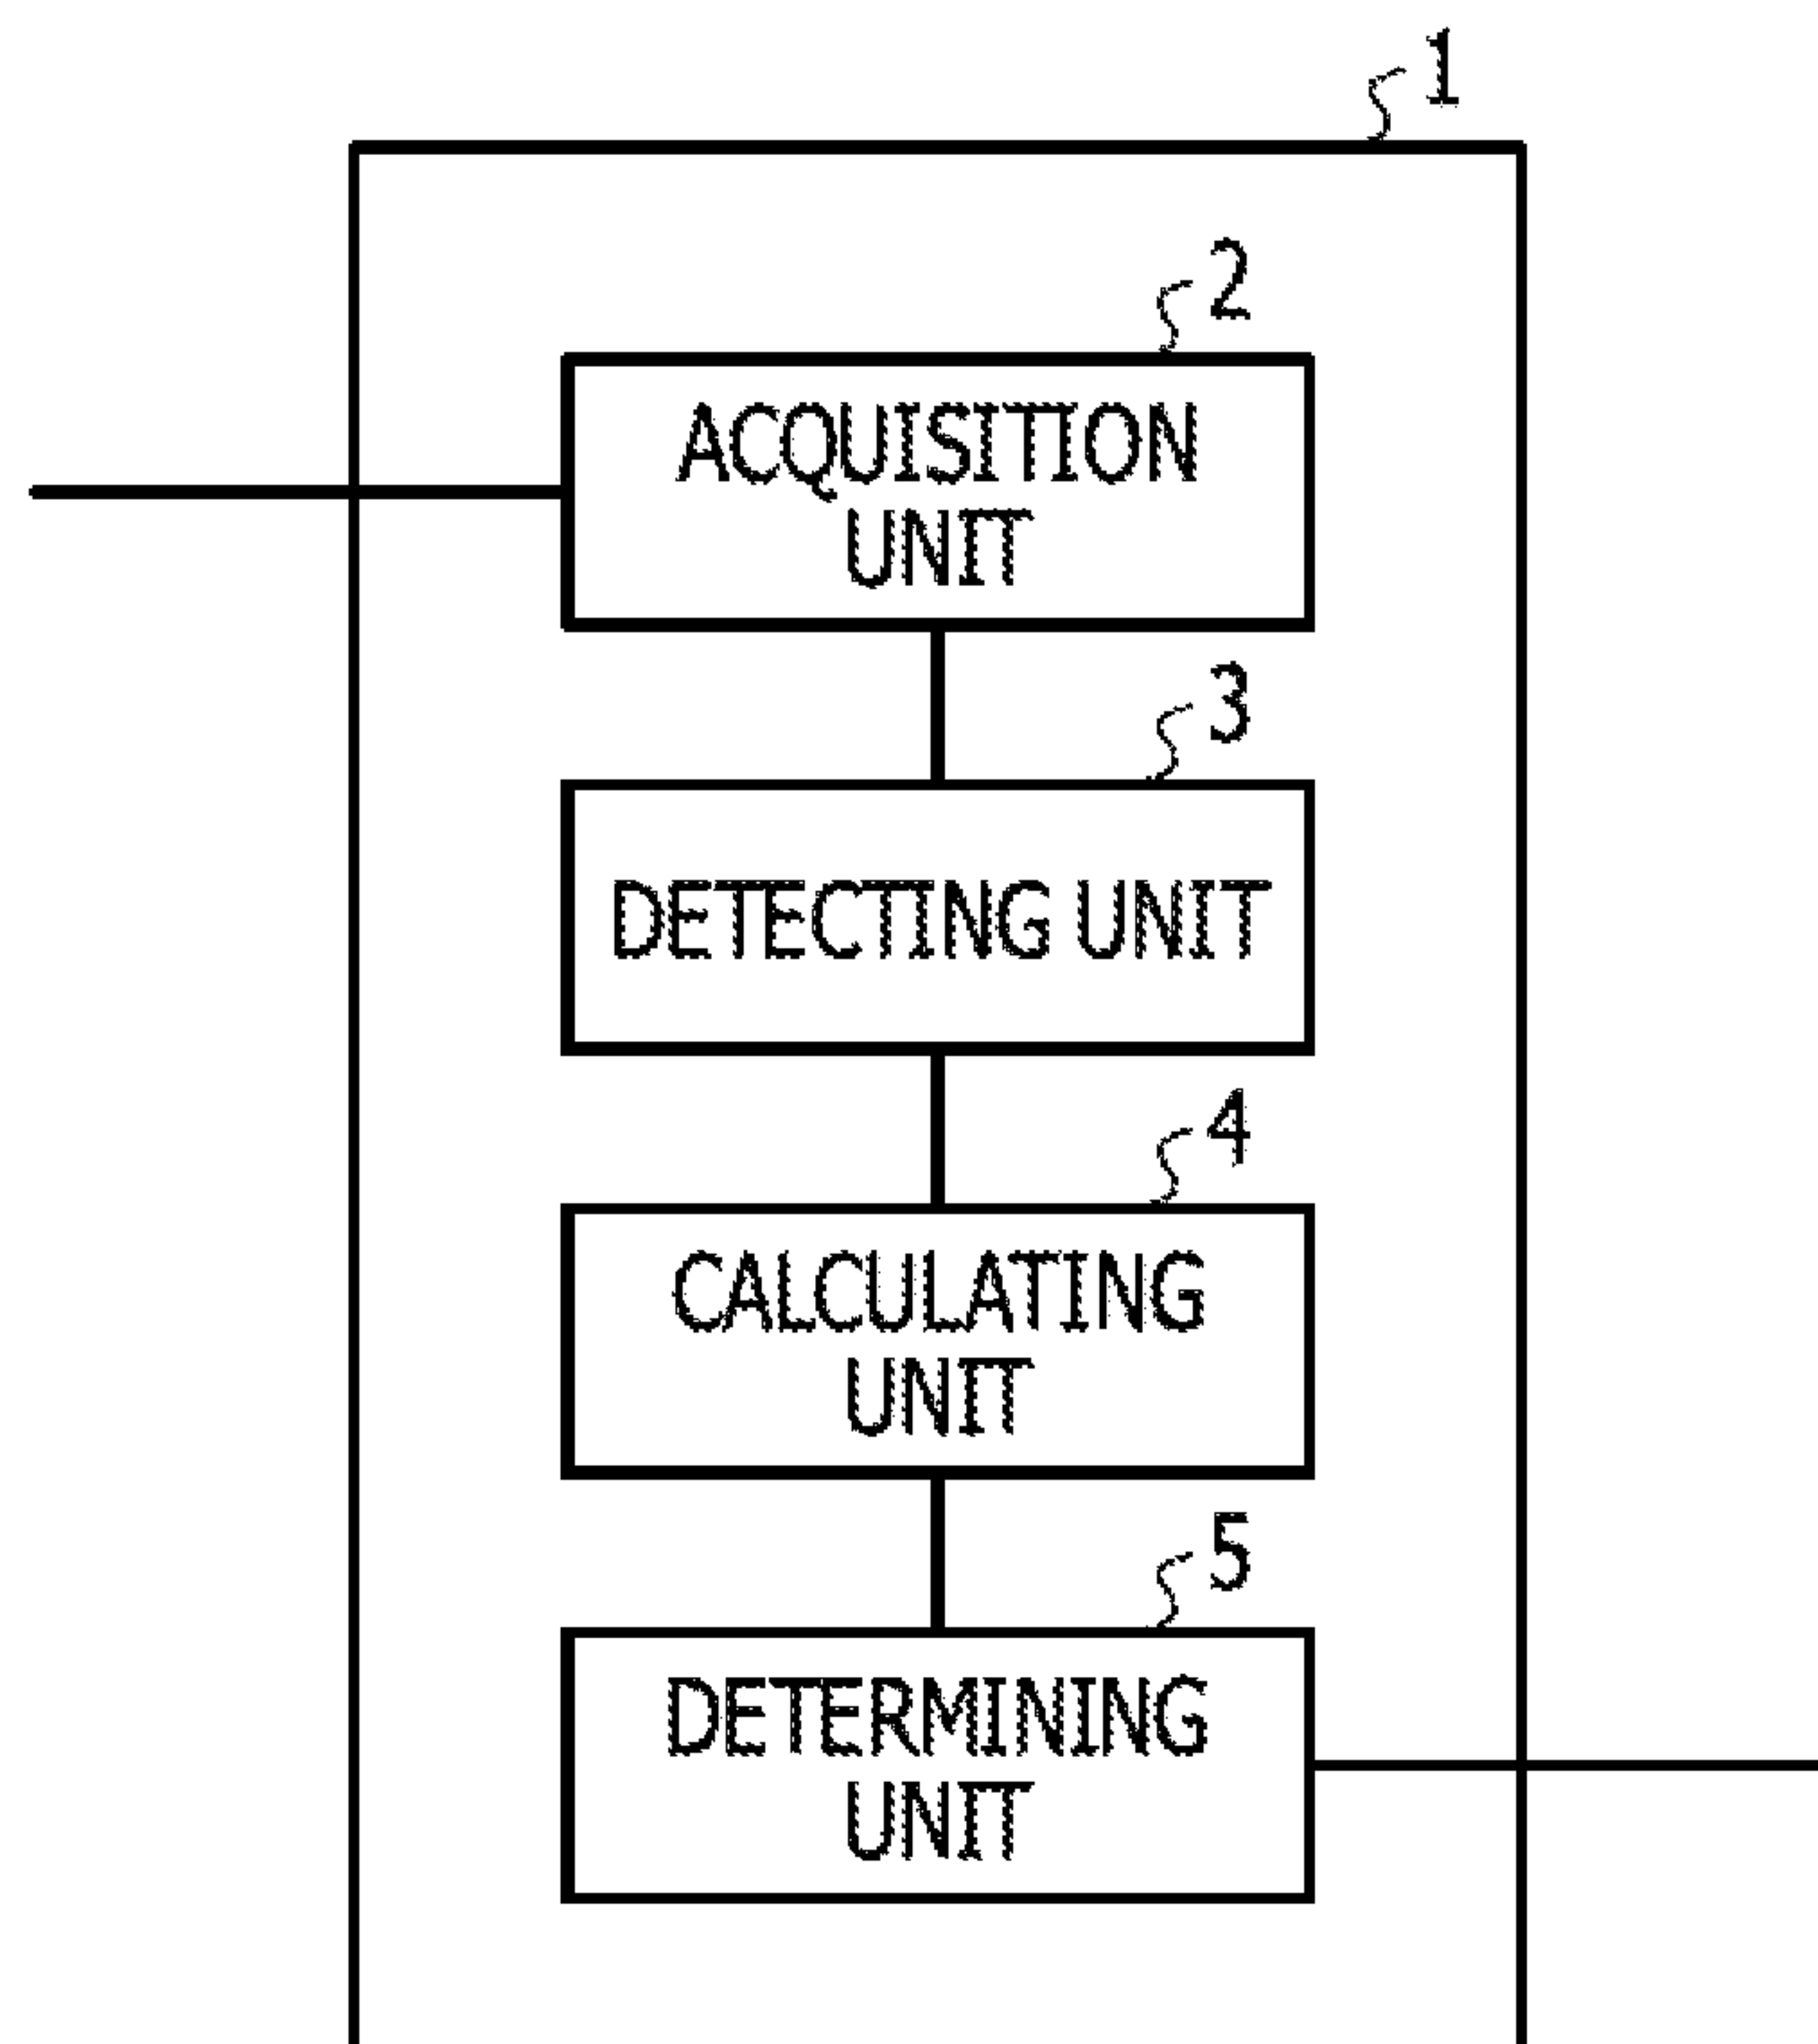 1
2
ACQUISITION
UNIT
3
DETECTING UNIT
4
CALCULATING
UNIT
5
DETERMINING
UNIT